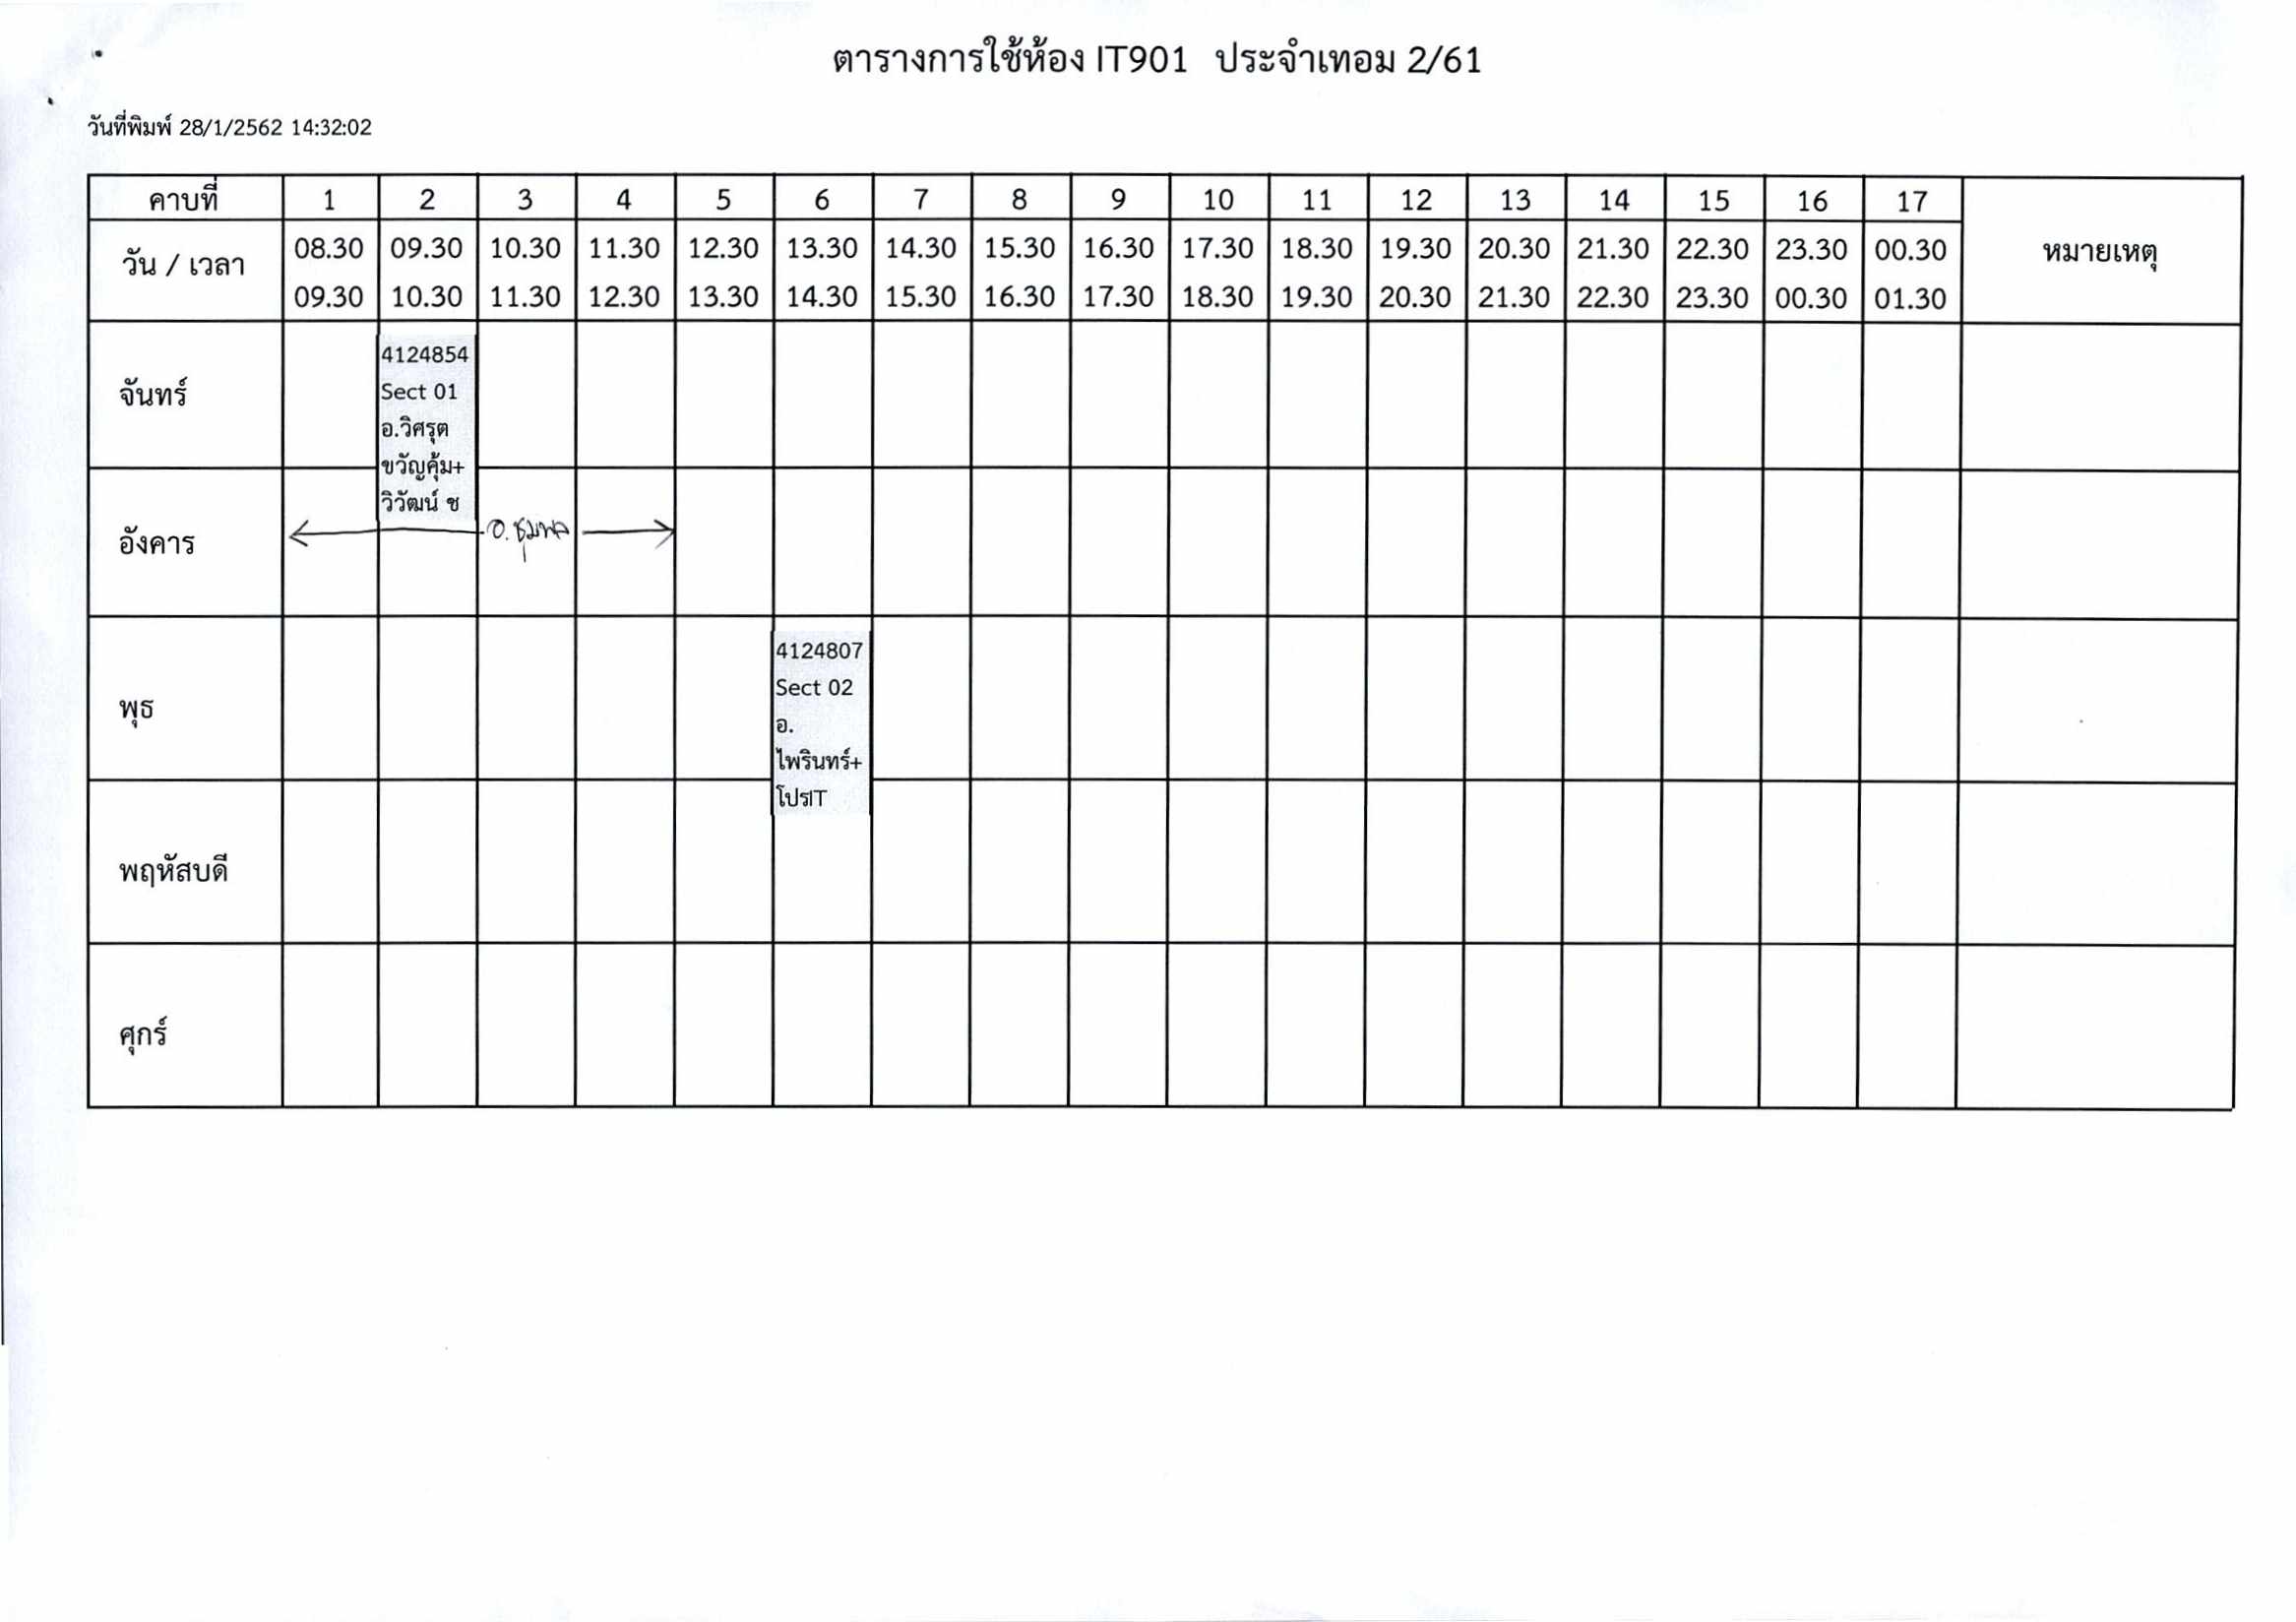 ตารางการใช้ห้อง IT901 ประจำเทอม 2/61
วันที่พิมพ์ 28/1/2562 14:32:02
คาบที่ 1 2 3 4 5 6 7 8 9 10 11 12 13 14 15 16 17
วัน / เวลา หมายเหตุ
08.30 09.30 10.30 11.30 12.30 13.30 14.30 15.30 16.30 17.30 18.30 19.30 20.30 21.30 22.30 23.30 00.30
09.30 10.30 11.30 12.30 13.30 14.30 15.30 16.30 17.30 18.30 19.30 20.30 21.30 22.30 23.30 00.30 01.30
จันทร์
4124854
Sect 01
อ.วิศรุต
ขวัญคุ้ม+
วิวัฒน์ ช
อังคาร
อ.ชุมพล
พุธ
4124807
Sect 02
อ.
ไพรินทร์+
โปรIT
พฤหัสบดี
ศุกร์